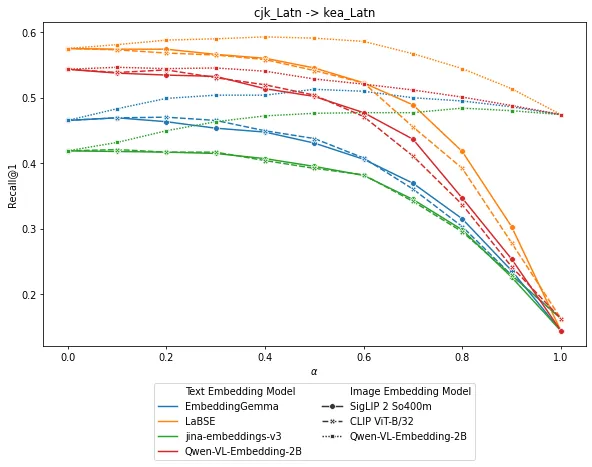 cjk_Latn -> kea_Latn
Recall@1
0.6
0.5
0.4
0.3
0.2
0.0 0.2 0.4 0.6 0.8 1.0
α
Text Embedding Model Image Embedding Model
EmbeddingGemma SigLIP 2 So400m
LaBSE CLIP ViT-B/32
jina-embeddings-v3 Qwen-VL-Embedding-2B
Qwen-VL-Embedding-2B